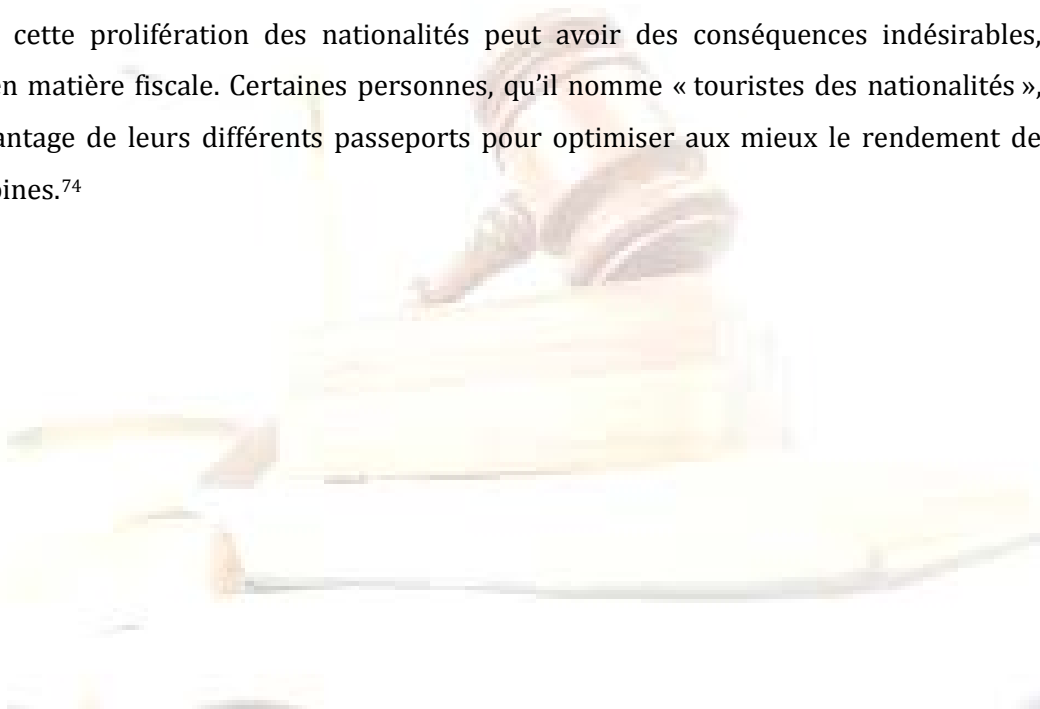 cette prolifération des nationalités peut avoir des conséquences indésirables,
en matière fiscale. Certaines personnes, qu’il nomme « touristes des nationalités »,
antage de leurs différents passeports pour optimiser aux mieux le rendement de
oines.74